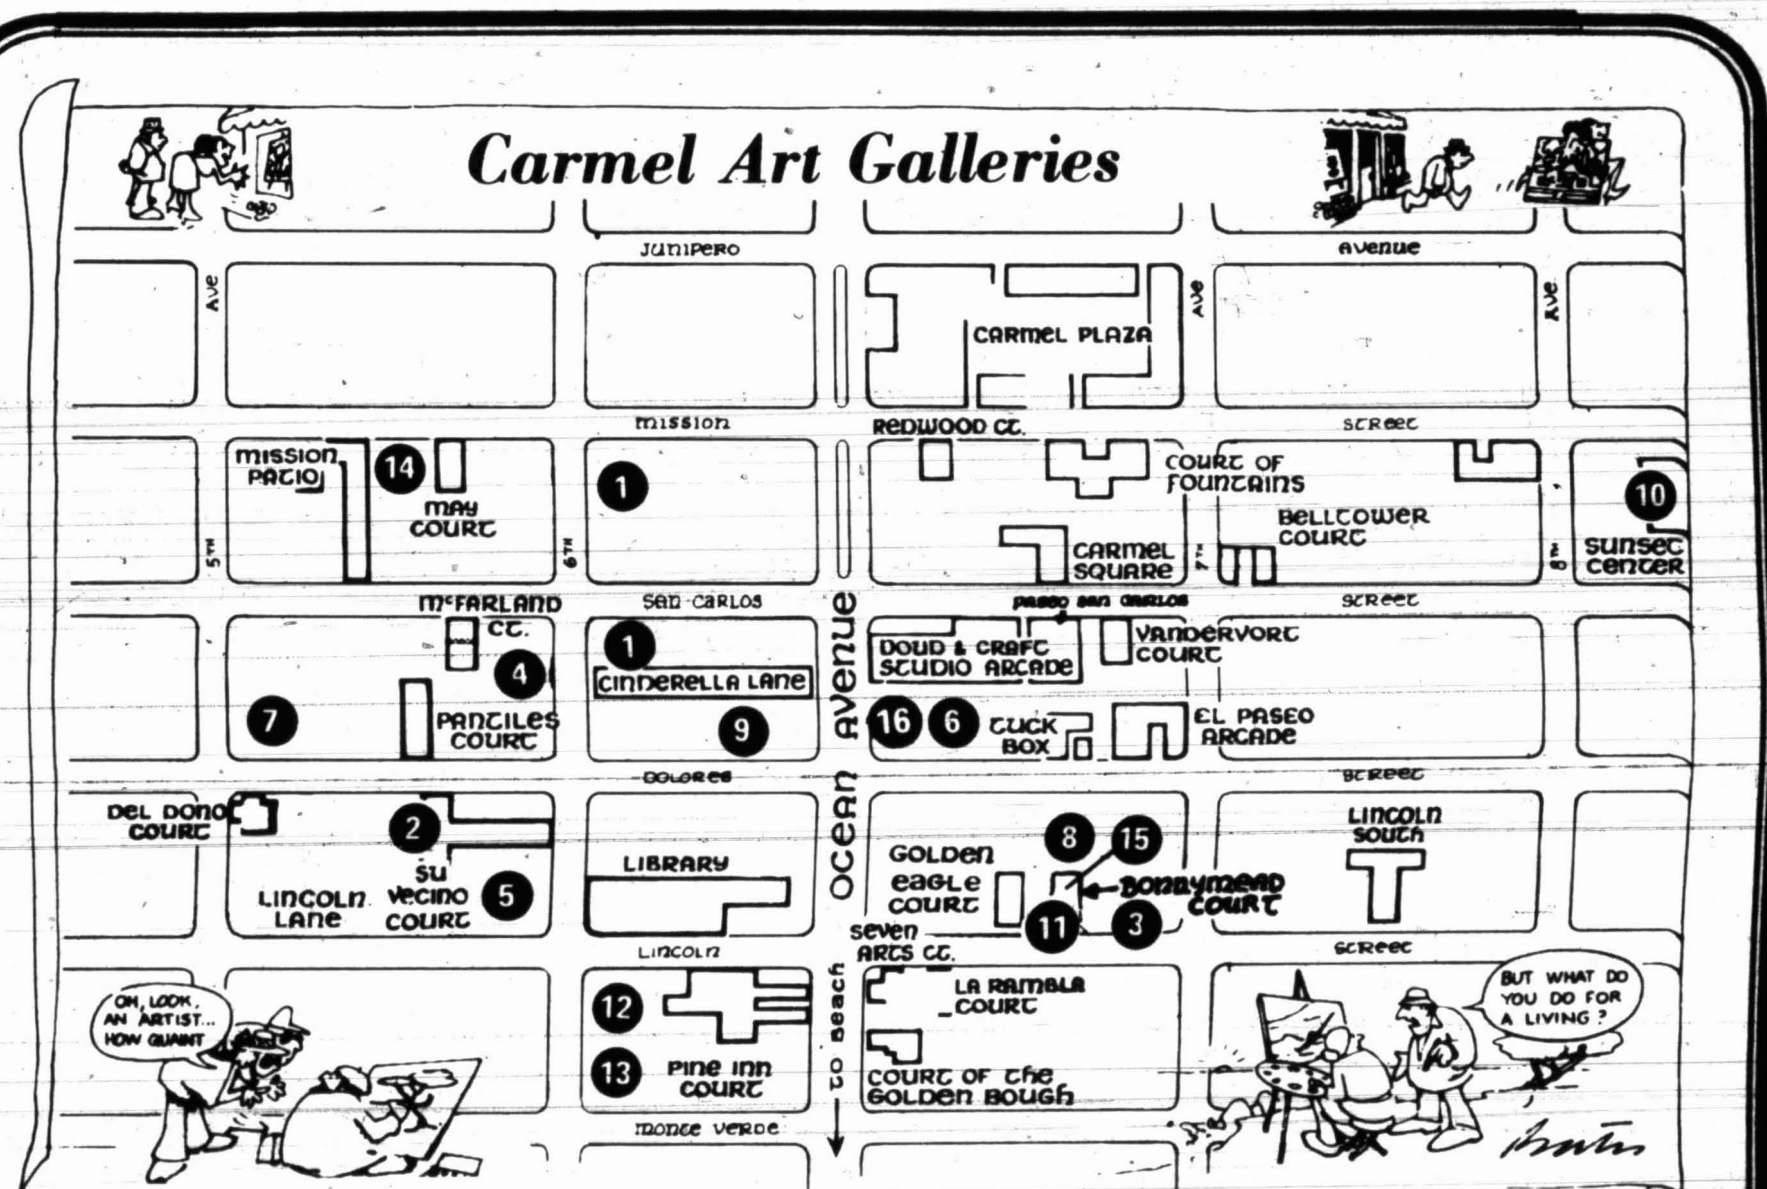 Carmel Art Galleries
JUNIPERO
AVENUE
AVE
AVE
AVE
CARMEL PLAZA
MISSION
REDWOOD CT.
STREET
MISSION
PATIO
14
MAY
COURT
1
COURT OF
FOUNTAINS
10
BELLTOWER
COURT
5TH
6TH
CARMEL
SQUARE
7TH
8TH
SUNSET
CENTER
MCFARLAND
CT.
SAN CARLOS
PASEO SAN CARLOS
STREET
1
DOUD & CRAFT
STUDIO ARCADE
VANDERVORT
COURT
4
CINDERELLA LANE
7
PANTILES
COURT
9
16
6
TUCK
BOX
EL PASEO
ARCADE
OCEAN AVENUE
DOLORES
STREET
DEL DONO
COURT
2
8
15
LINCOLN
SOUTH
LIBRARY
GOLDEN
EAGLE
COURT
BONNYMEAD
COURT
LINCOLN
LANE
SU
VECINO
COURT
5
11
3
SEVEN
ARTS CT.
LINCOLN
STREET
OH, LOOK,
AN ARTIST...
HOW QUAINT
12
LA RAMBLA
COURT
BUT WHAT DO
YOU DO FOR
A LIVING?
TO BEACH
13
PINE INN
COURT
COURT OF THE
GOLDEN BOUGH
MONTE VERDE